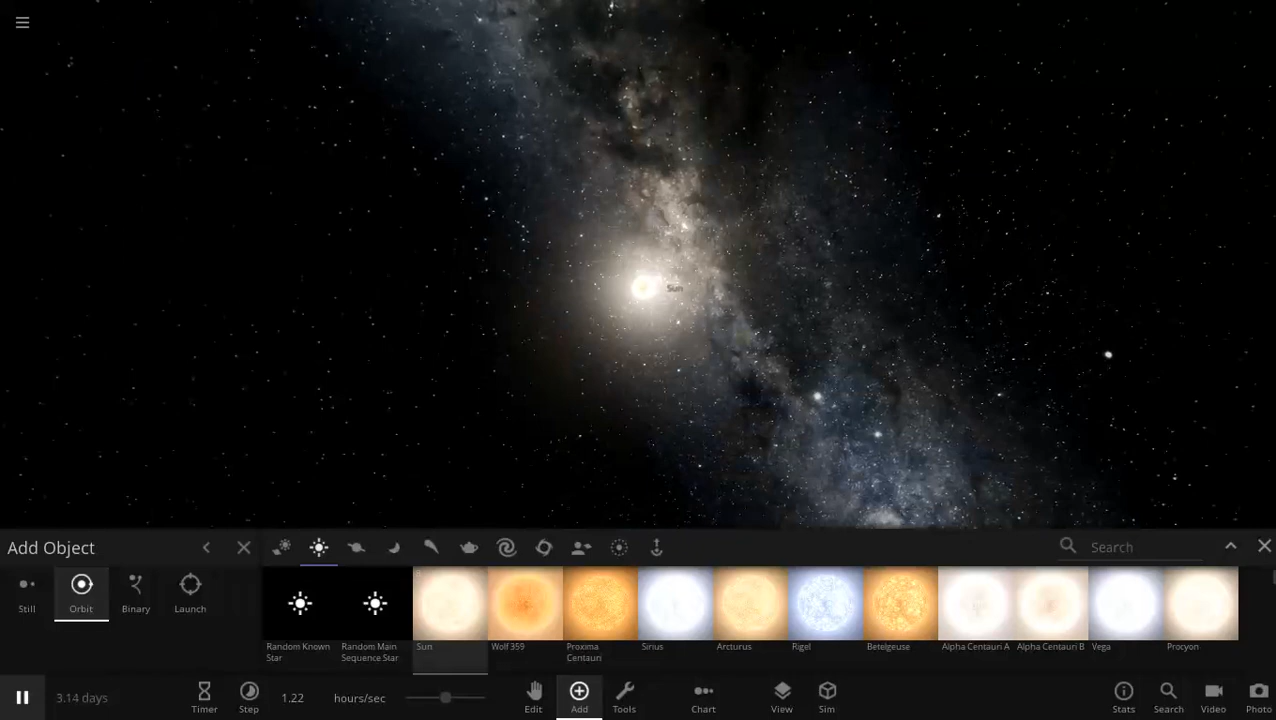 Sun
Add Object
Search
Still
Orbit
Binary
Launch
Random Known
Star
Random Main
Sequence Star
Sun
Wolf 359
Proxima
Centauri
Sirius
Arcturus
Rigel
Betelgeuse
Alpha Centauri A
Alpha Centauri B
Vega
Procyon
3.14 days
Timer
Step
1.22
hours/sec
Edit
Add
Tools
Chart
View
Sim
Stats
Search
Video
Photo